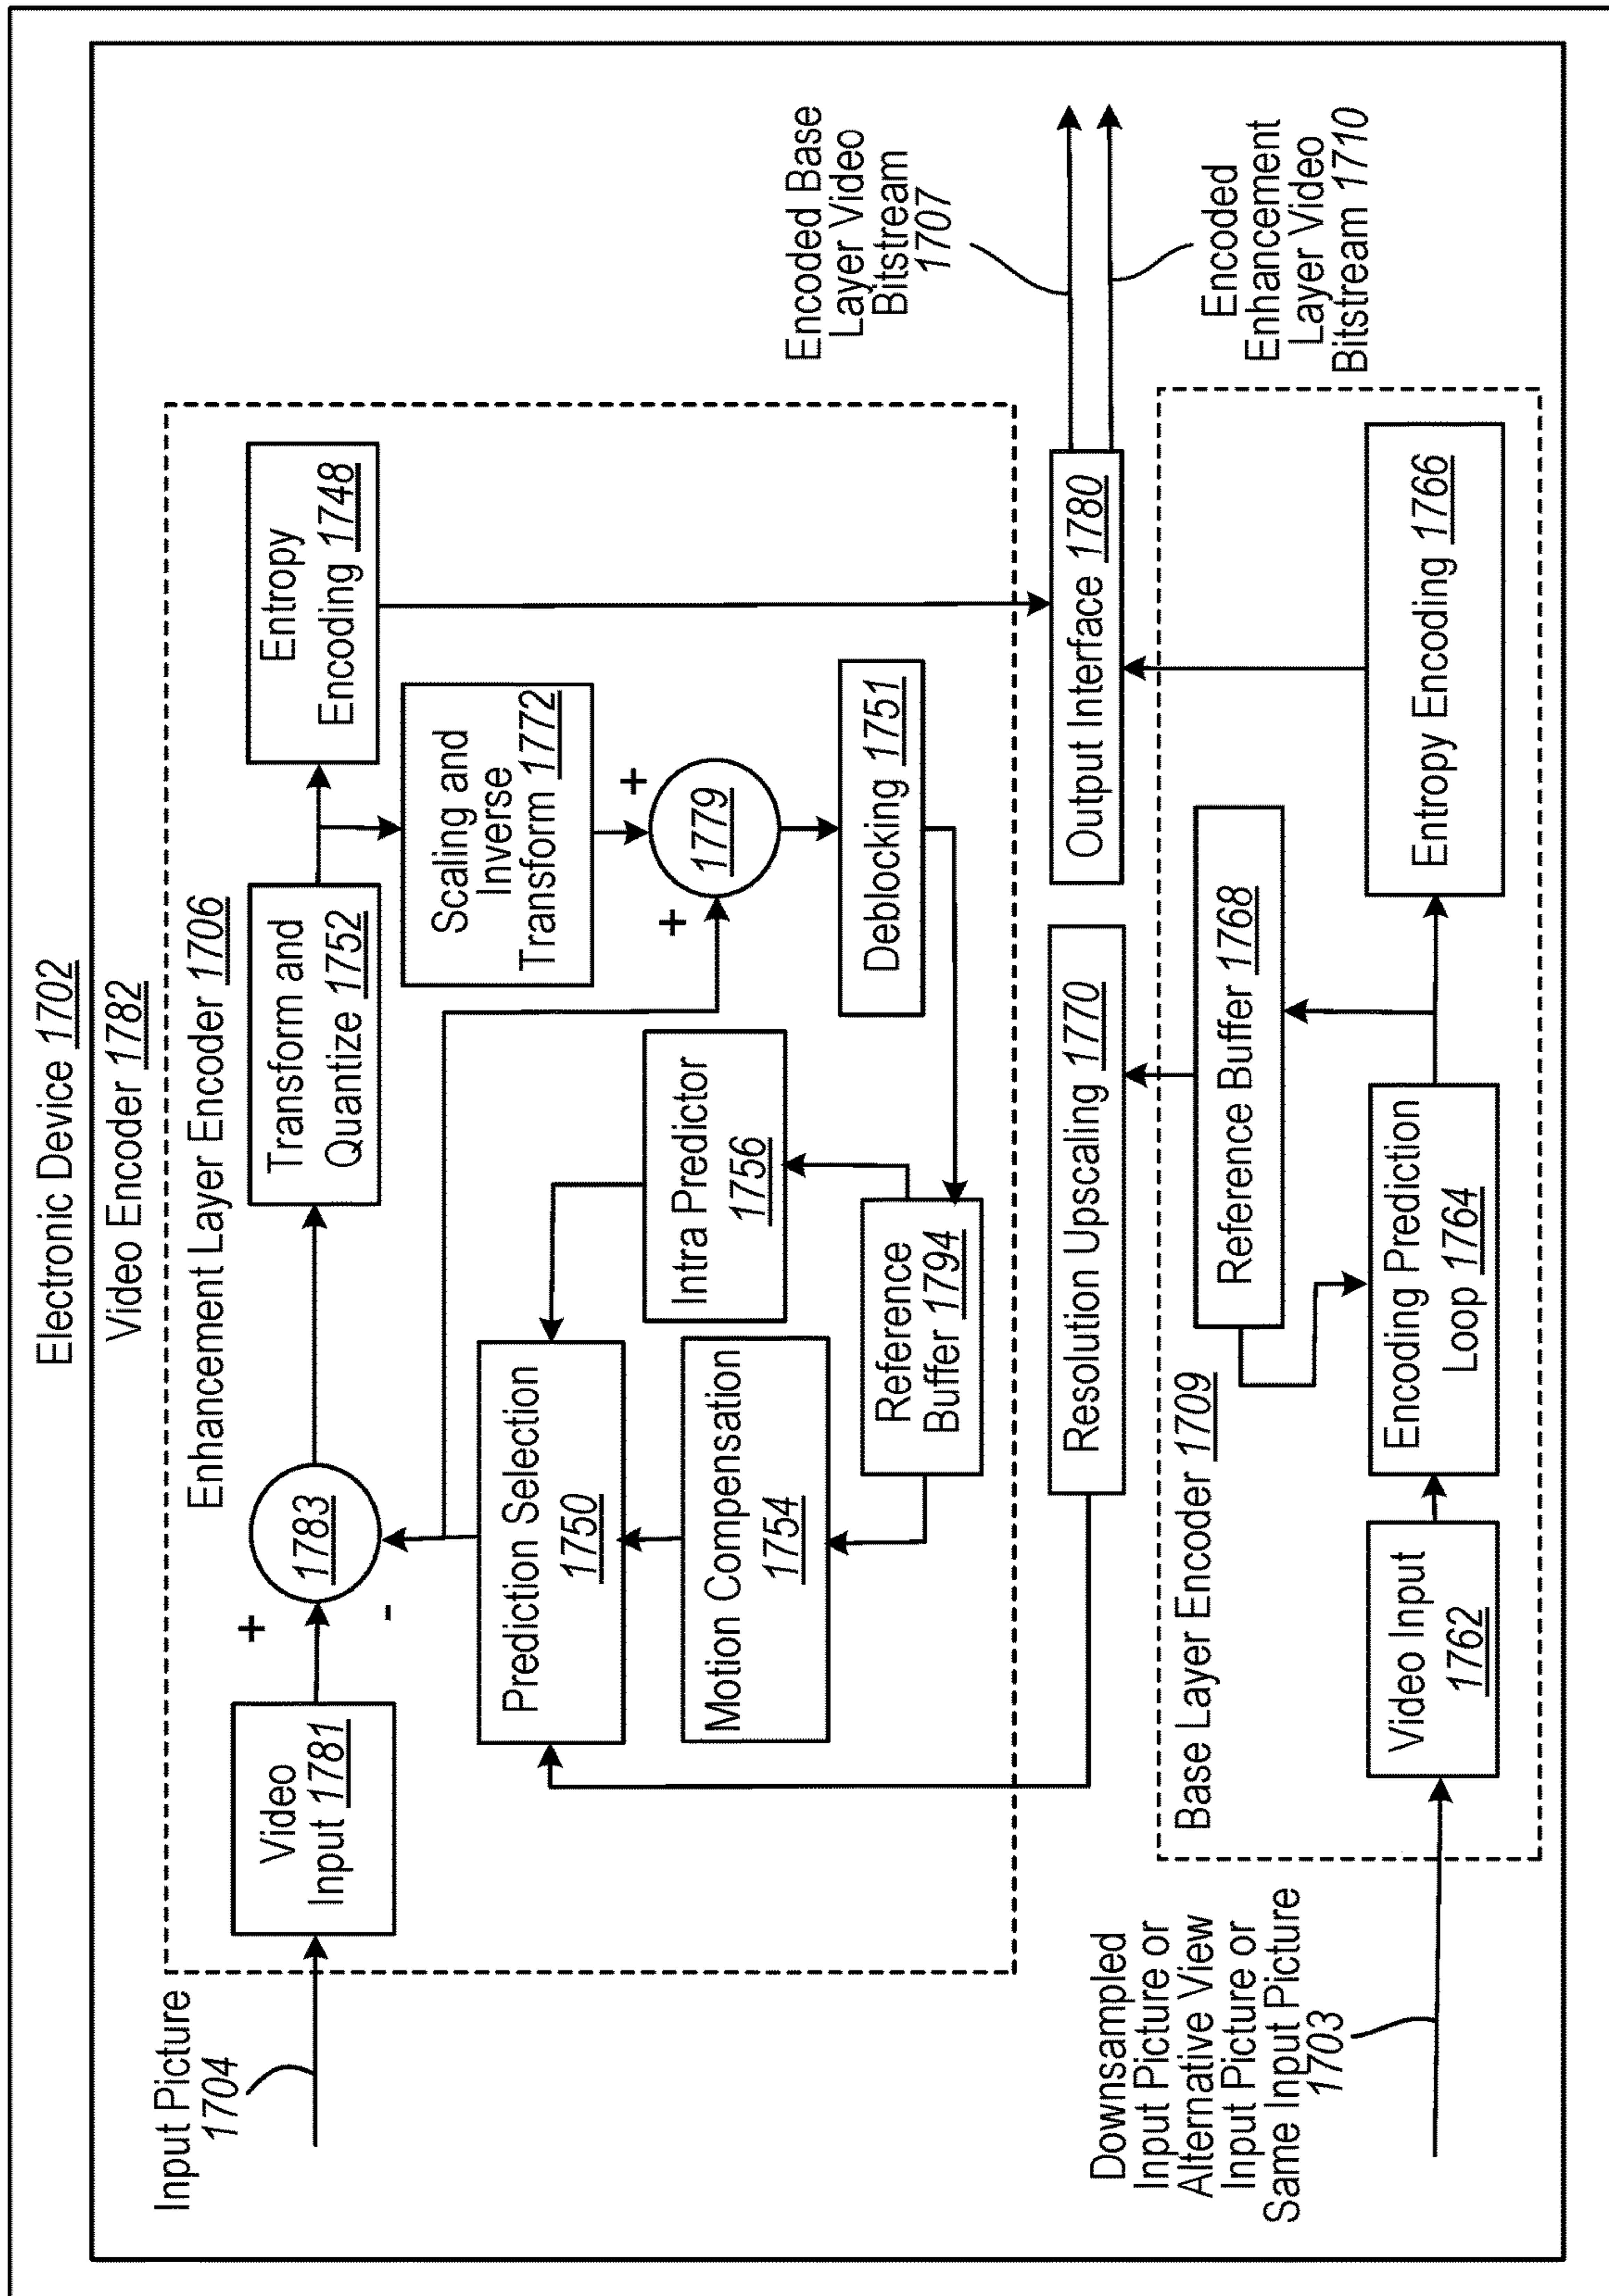 Electronic Device 1702
Video Encoder 1782
Enhancement Layer Encoder 1706
Input Picture
1704
Video
Input 1781
+
-
1783
Transform and
Quantize 1752
Entropy
Encoding 1748
Scaling and
Inverse
Transform 1772
+
+
1779
Deblocking 1751
Prediction Selection
1750
Intra Predictor
1756
Motion Compensation
1754
Reference
Buffer 1794
Resolution Upscaling 1770
Output Interface 1780
Encoded Base
Layer Video
Bitstream
1707
Encoded
Enhancement
Layer Video
Bitstream 1710
Base Layer Encoder 1709
Downsampled
Input Picture or
Alternative View
Input Picture or
Same Input Picture
1703
Video Input
1762
Encoding Prediction
Loop 1764
Reference Buffer 1768
Entropy Encoding 1766